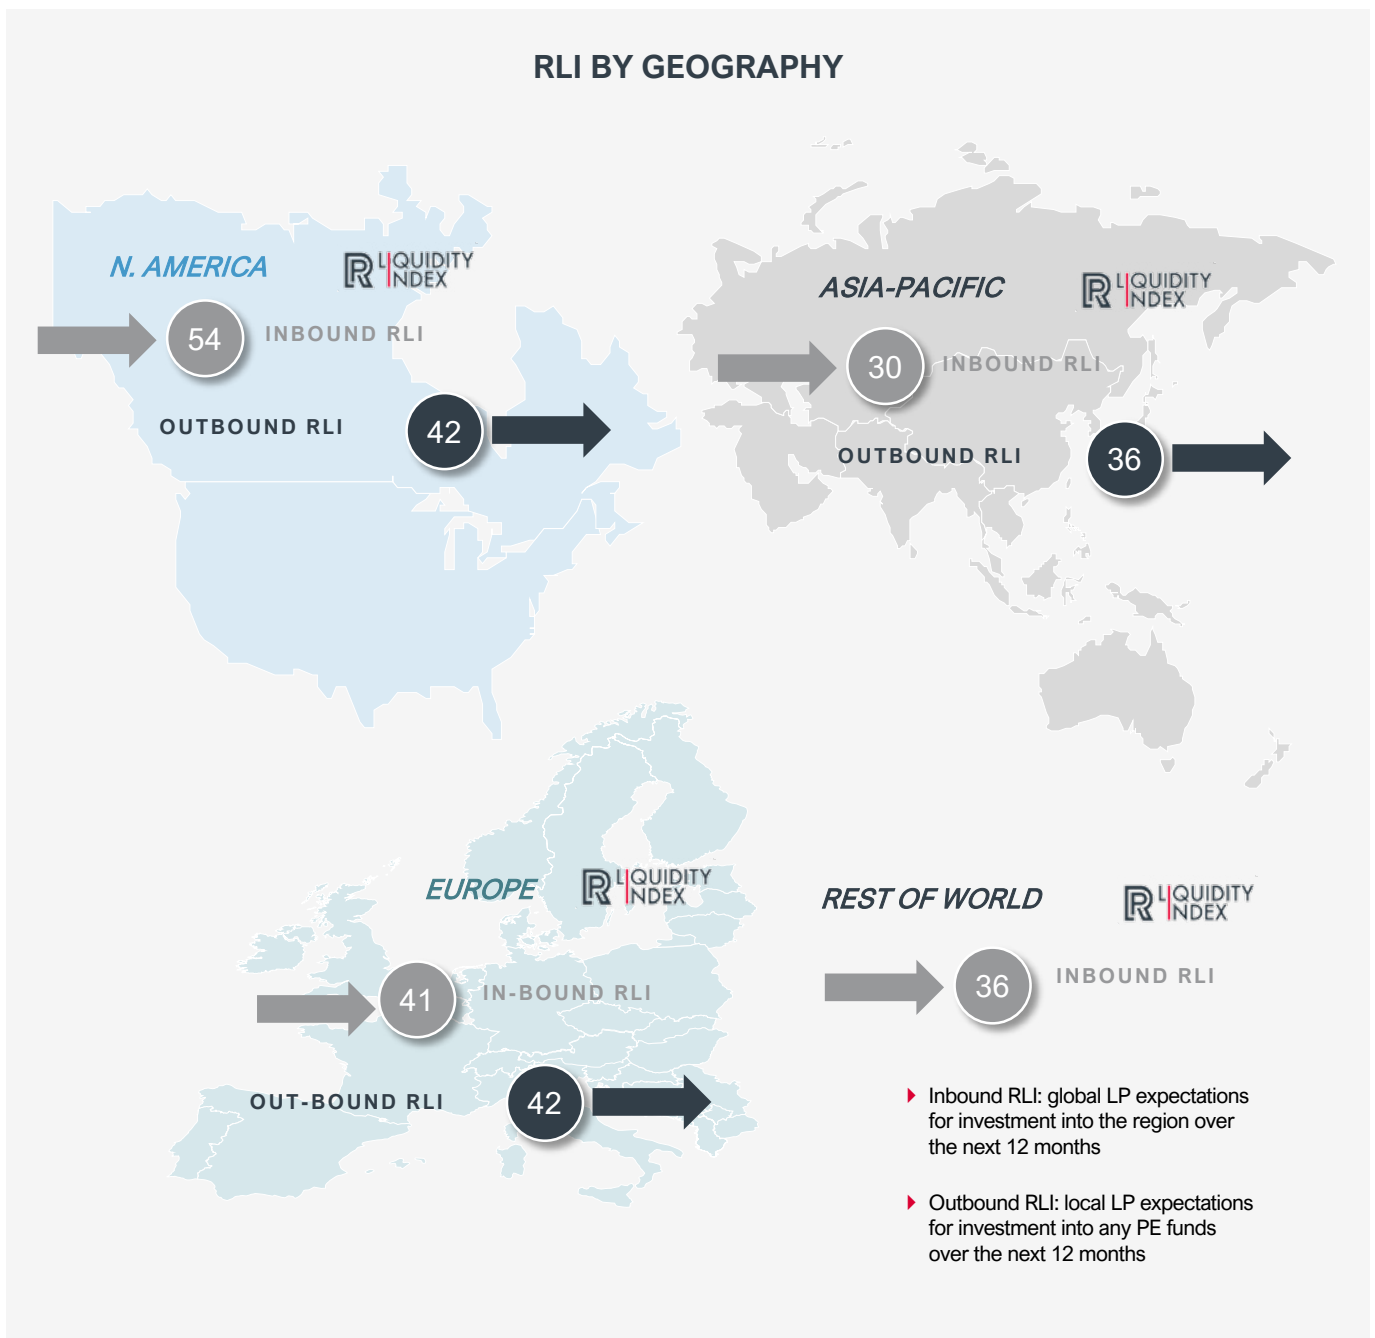 RLI BY GEOGRAPHY
N. AMERICA
R LIQUIDITY
INDEX
54
INBOUND RLI
OUTBOUND RLI
42
ASIA-PACIFIC
R LIQUIDITY
INDEX
30
INBOUND RLI
OUTBOUND RLI
36
EUROPE
R LIQUIDITY
INDEX
41
IN-BOUND RLI
OUT-BOUND RLI
42
REST OF WORLD
R LIQUIDITY
INDEX
36
INBOUND RLI
Inbound RLI: global LP expectations
for investment into the region over
the next 12 months
Outbound RLI: local LP expectations
for investment into any PE funds
over the next 12 months